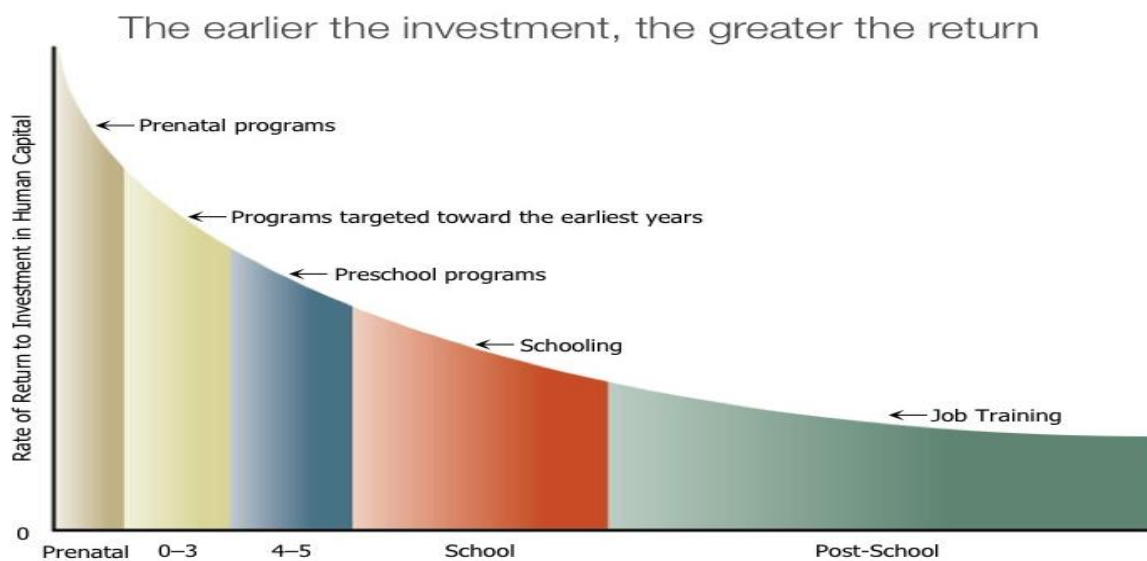 The earlier the investment, the greater the return
Rate of Return to Investment in Human Capital
Prenatal programs
Programs targeted toward the earliest years
Preschool programs
Schooling
Job Training
0
Prenatal
0–3
4–5
School
Post-School